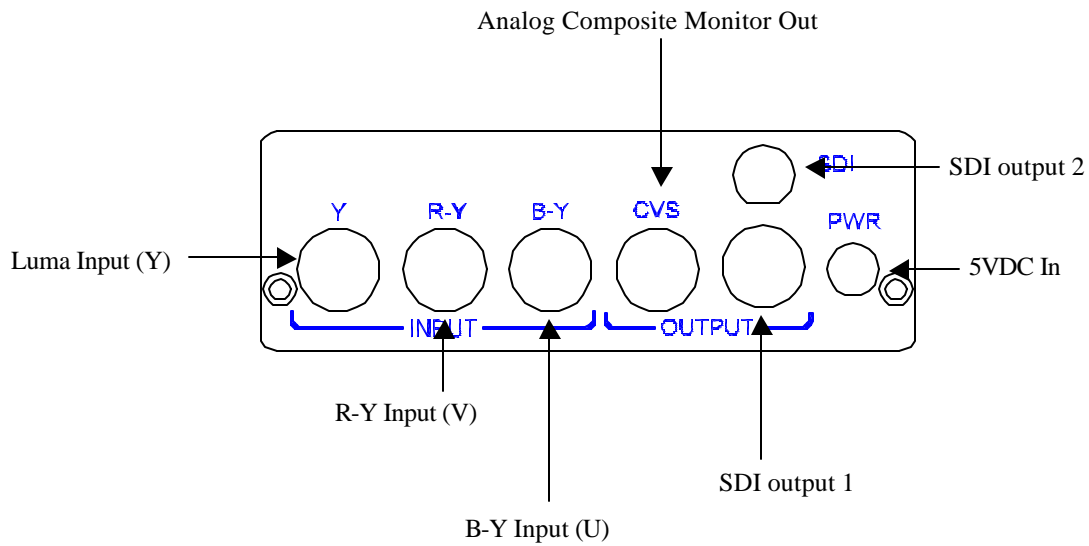 Analog Composite Monitor Out
SDI
SDI output 2
Y
R-Y
B-Y
CVS
PWR
Luma Input (Y)
5VDC In
INPUT
OUTPUT
R-Y Input (V)
SDI output 1
B-Y Input (U)